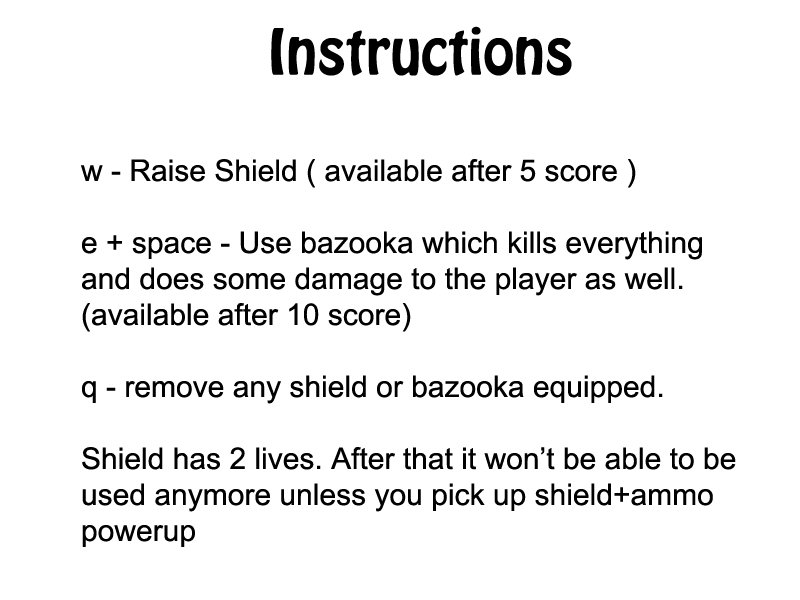 Instructions
w - Raise Shield ( available after 5 score )
e + space - Use bazooka which kills everything
and does some damage to the player as well.
(available after 10 score)
q - remove any shield or bazooka equipped.
Shield has 2 lives. After that it won’t be able to be
used anymore unless you pick up shield+ammo
powerup